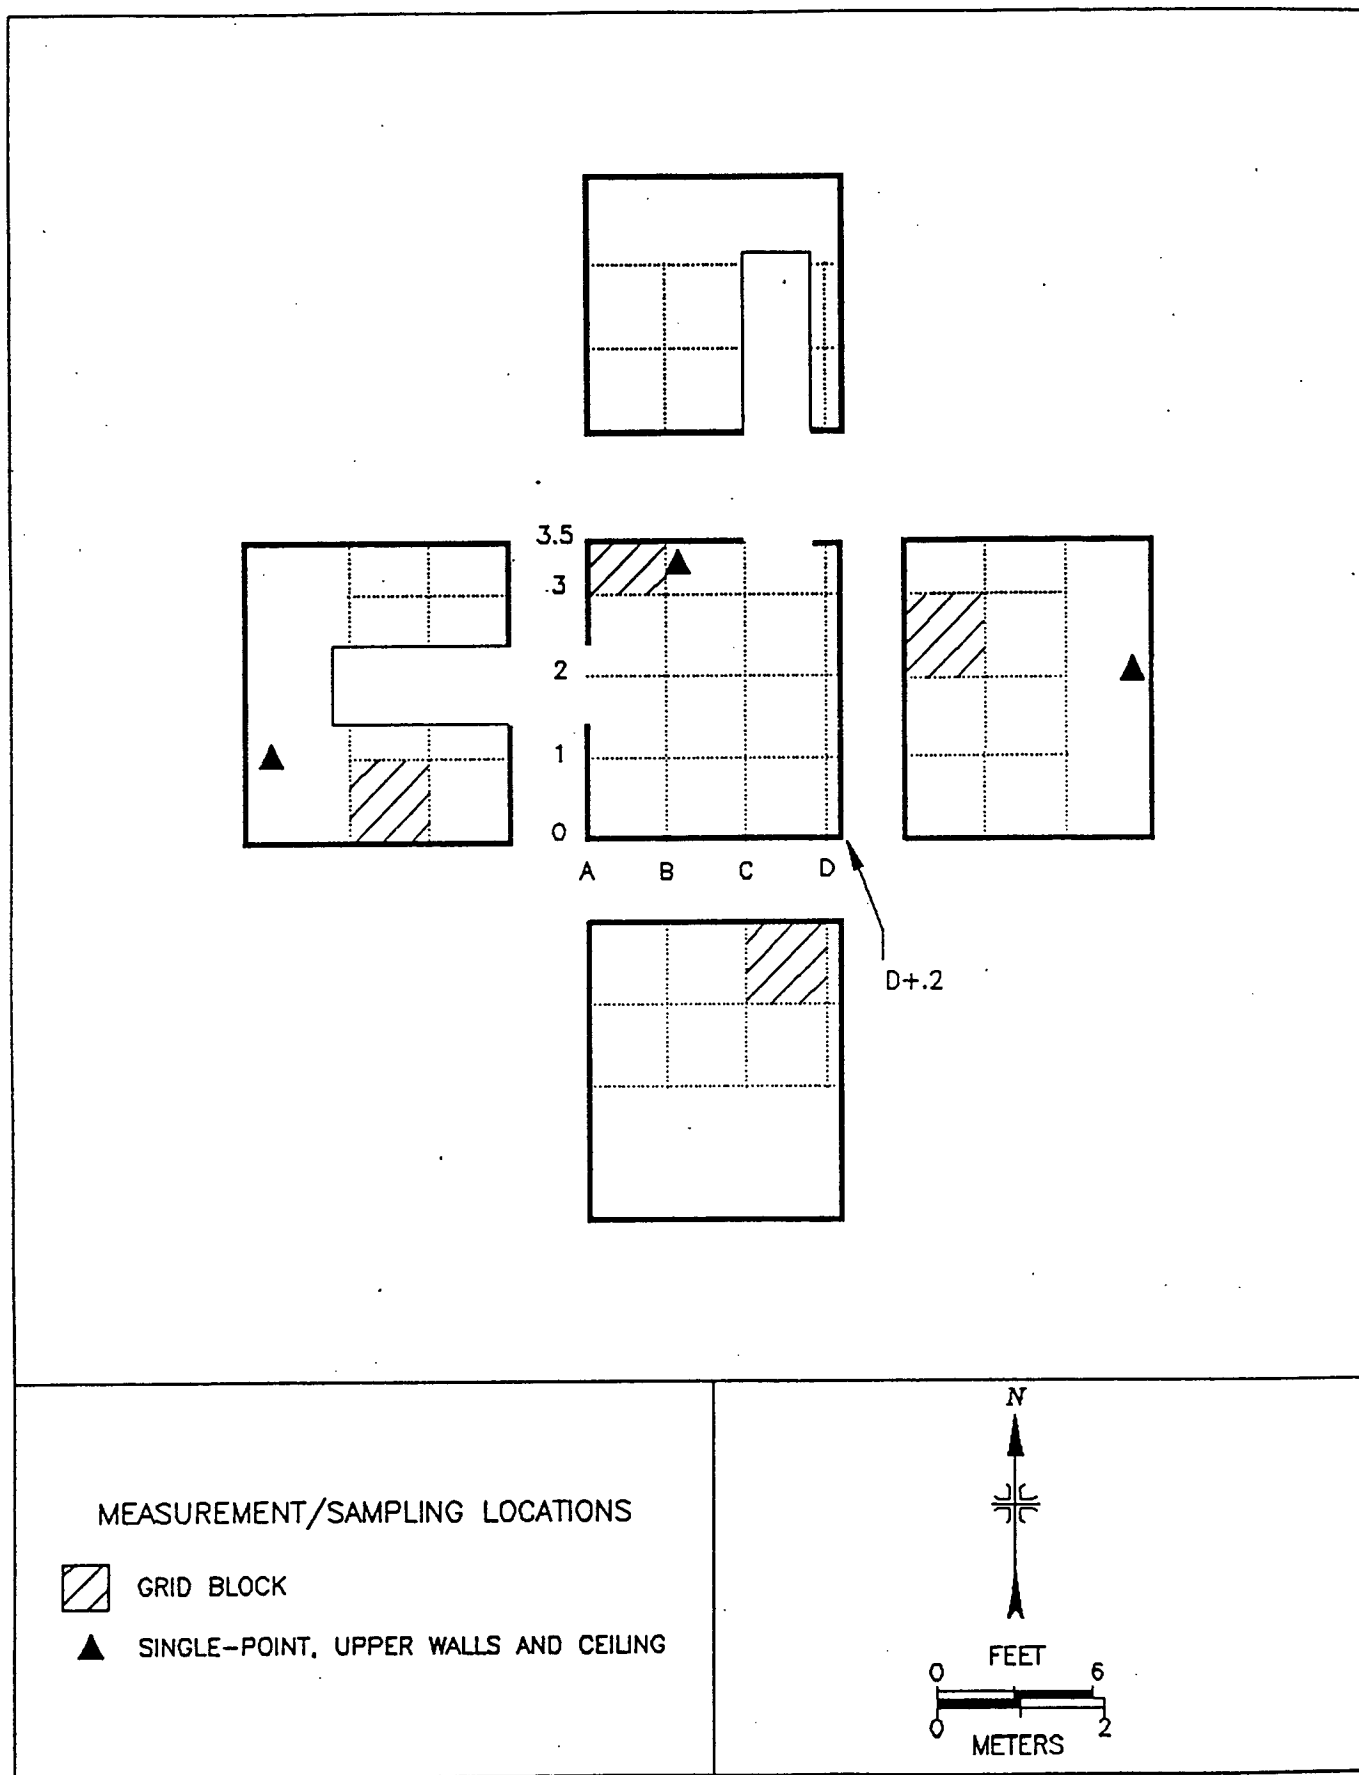 3.5
3
2
1
0
A B C D
D+.2
N
MEASUREMENT/SAMPLING LOCATIONS
GRID BLOCK
SINGLE-POINT, UPPER WALLS AND CEILING
FEET
0 6
0 2
METERS